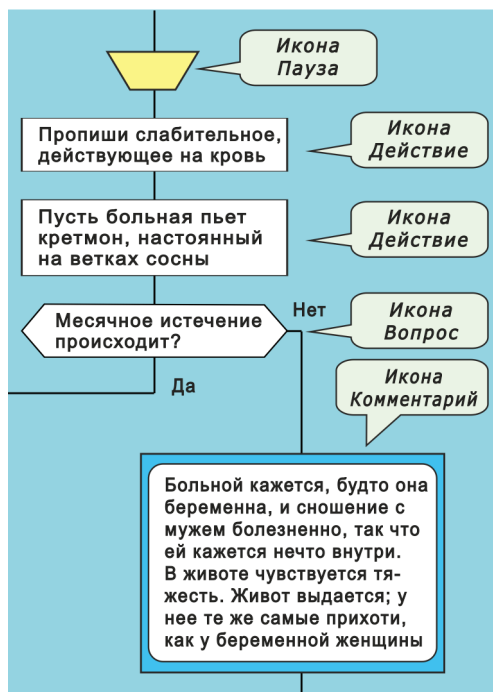 Икона
Пауза
Пропиши слабительное,
действующее на кровь
Икона
Действие
Пусть больная пьет
кретмон, настоянный
на ветках сосны
Икона
Действие
Месячное истечение
происходит?
Нет
Икона
Вопрос
Да
Икона
Комментарий
Больной кажется, будто она
беременна, и сношение с
мужем болезненно, так что
ей кажется нечто внутри.
В животе чувствуется тя-
жесть. Живот выдается; у
нее те же самые прихоти,
как у беременной женщины